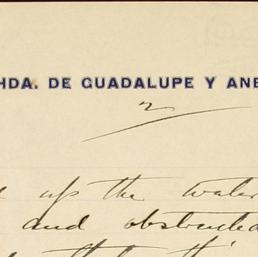 HDA. DE GUADALUPE Y ANE
2
up the water
and obstructed